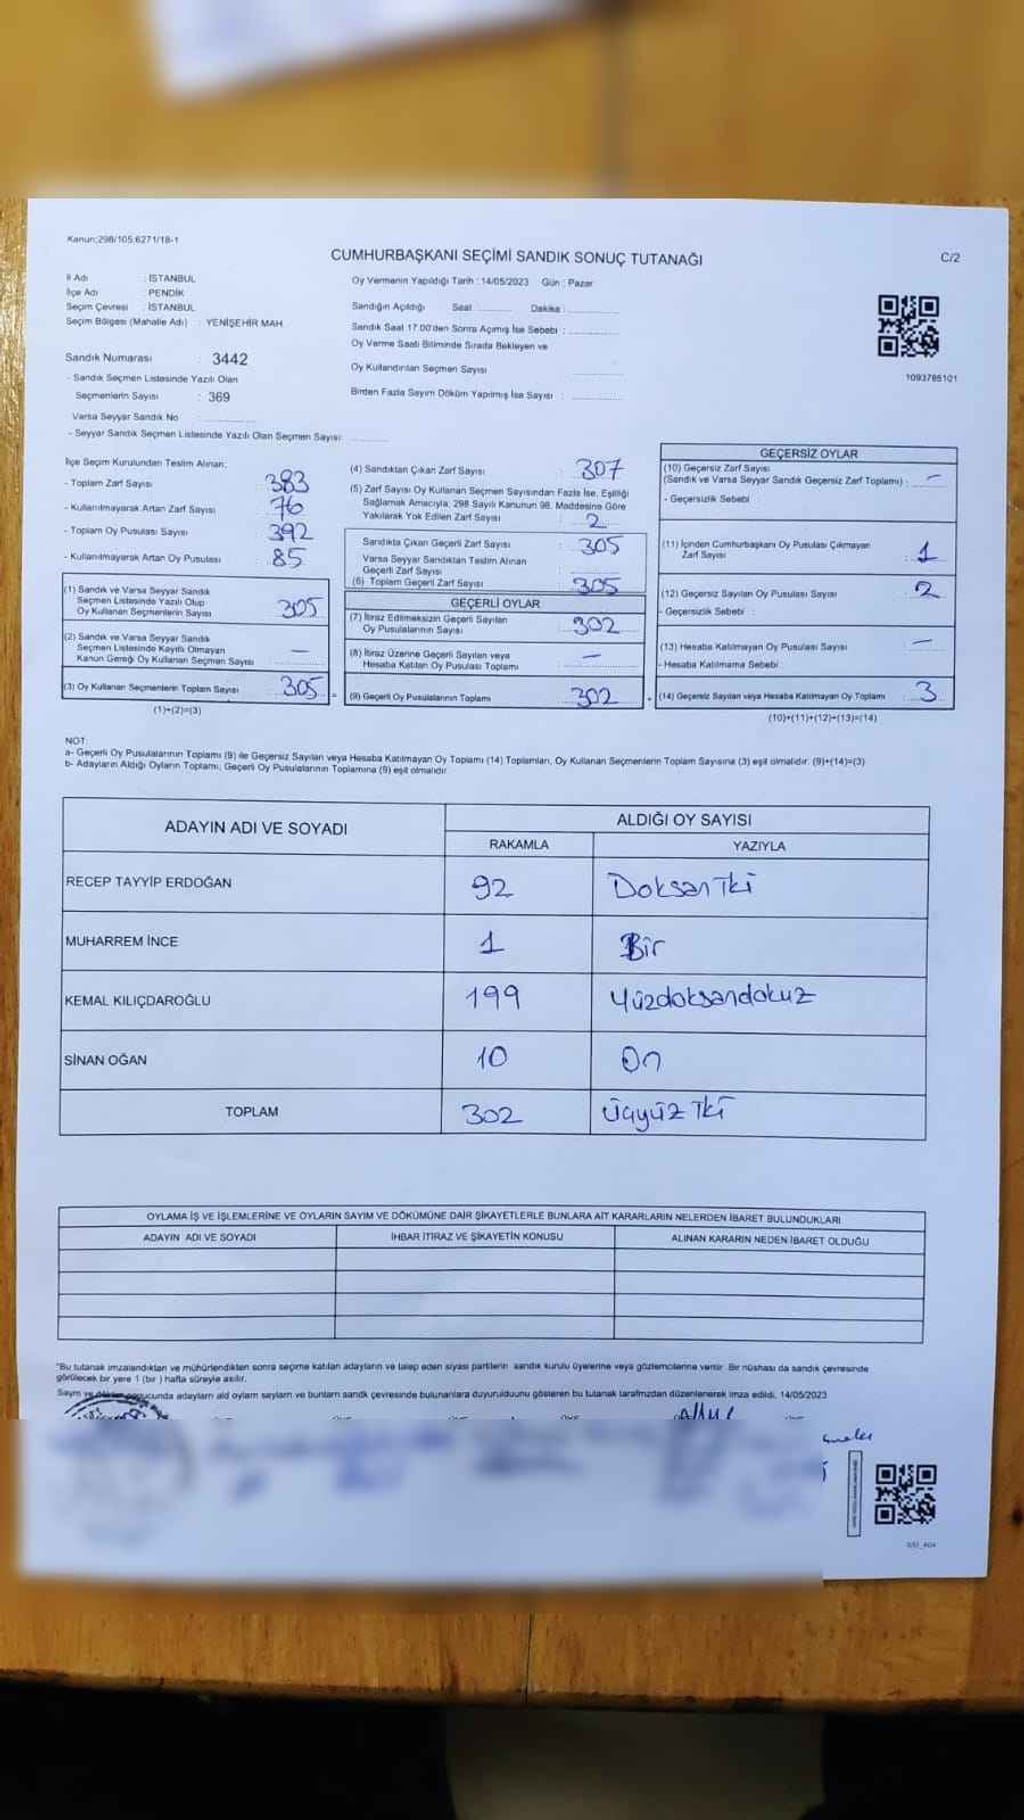 Kanun:298/105:6271/18-1
CUMHURBAŞKANI SEÇİMİ SANDIK SONUÇ TUTANAĞI
C/2
İl Adı : İSTANBUL
İlçe Adı : PENDİK
Seçim Çevresi : İSTANBUL
Seçim Bölgesi (Mahalle Adı) : YENİŞEHİR MAH
Sandık Numarası : 3442
- Sandık Seçmen Listesinde Yazılı Olan
Seçmenlerin Sayısı : 369
Varsa Seyyar Sandık No :
- Seyyar Sandık Seçmen Listesinde Yazılı Olan Seçmen Sayısı:
Oy Vermenin Yapıldığı Tarih : 14/05/2023 Gün : Pazar
Sandığın Açıldığı Saat Dakika :
Sandık Saat 17.00'den Sonra Açılmış İse Sebebi :
Oy Verme Saati Bitiminde Sırada Bekleyen ve
Oy Kullandırılan Seçmen Sayısı
Birden Fazla Sayım Döküm Yapılmış İse Sayısı :
1093785101
İlçe Seçim Kurulundan Teslim Alınan;
- Toplam Zarf Sayısı : 383
- Kullanılmayarak Artan Zarf Sayısı : 76
- Toplam Oy Pusulası Sayısı : 392
- Kullanılmayarak Artan Oy Pusulası : 85
(1) Sandık ve Varsa Seyyar Sandık
Seçmen Listesinde Yazılı Olup
Oy Kullanan Seçmenlerin Sayısı : 305
(2) Sandık ve Varsa Seyyar Sandık
Seçmen Listesinde Kayıtlı Olmayan
Kanun Gereği Oy Kullanan Seçmen Sayısı : —
(3) Oy Kullanan Seçmenlerin Toplam Sayısı : 305
(1)+(2)=(3)
(4) Sandıktan Çıkan Zarf Sayısı : 307
(5) Zarf Sayısı Oy Kullanan Seçmen Sayısından Fazla İse, Eşitliği
Sağlamak Amacıyla, 298 Sayılı Kanunun 98. Maddesine Göre
Yakılarak Yok Edilen Zarf Sayısı : 2
Sandıkta Çıkan Geçerli Zarf Sayısı : 305
Varsa Seyyar Sandıktan Teslim Alınan
Geçerli Zarf Sayısı
(6) Toplam Geçerli Zarf Sayısı : 305
GEÇERLİ OYLAR
(7) İtiraz Edilmeksizin Geçerli Sayılan
Oy Pusulalarının Sayısı : 302
(8) İtiraz Üzerine Geçerli Sayılan veya
Hesaba Katılan Oy Pusulası Toplamı : —
(9) Geçerli Oy Pusulalarının Toplamı : 302
GEÇERSİZ OYLAR
(10) Geçersiz Zarf Sayısı
(Sandık ve Varsa Seyyar Sandık Geçersiz Zarf Toplamı) : —
- Geçersizlik Sebebi :
(11) İçinden Cumhurbaşkanı Oy Pusulası Çıkmayan
Zarf Sayısı : 1
(12) Geçersiz Sayılan Oy Pusulası Sayısı : 2
- Geçersizlik Sebebi :
(13) Hesaba Katılmayan Oy Pusulası Sayısı : —
- Hesaba Katılmama Sebebi :
(14) Geçersiz Sayılan veya Hesaba Katılmayan Oy Toplamı : 3
(10)+(11)+(12)+(13)=(14)
NOT:
a- Geçerli Oy Pusulalarının Toplamı (9) ile Geçersiz Sayılan veya Hesaba Katılmayan Oy Toplamı (14) Toplamları, Oy Kullanan Seçmenlerin Toplam Sayısına (3) eşit olmalıdır. (9)+(14)=(3)
b- Adayların Aldığı Oyların Toplamı, Geçerli Oy Pusulalarının Toplamına (9) eşit olmalıdır
ADAYIN ADI VE SOYADI
ALDIĞI OY SAYISI
RAKAMLA YAZIYLA
RECEP TAYYİP ERDOĞAN 92 Doksan İki
MUHARREM İNCE 1 Bir
KEMAL KILIÇDAROĞLU 199 Yüzdoksandokuz
SİNAN OĞAN 10 On
TOPLAM 302 Üçyüz İki
OYLAMA İŞ VE İŞLEMLERİNE VE OYLARIN SAYIM VE DÖKÜMÜNE DAİR ŞİKAYETLERLE BUNLARA AİT KARARLARIN NELERDEN İBARET BULUNDUKLARI
ADAYIN ADI VE SOYADI İHBAR İTİRAZ VE ŞİKAYETİN KONUSU ALINAN KARARIN NEDEN İBARET OLDUĞU
"Bu tutanak imzalandıktan ve mühürlendikten sonra seçime katılan adayların ve talep eden siyasi partilerin sandık kurulu üyelerine veya gözlemcilerine verilir. Bir nüshası da sandık çevresinde
görülecek bir yere 1 (bir ) hafta süreyle asılır.
Sayım ve döküm sonucunda adayların ald oyların sayıların ve bunların sandık çevresinde bulunanlara duyurulduunu gösteren bu tutanak tarafımızdan düzenlenerek imza edildi. 14/05/2023